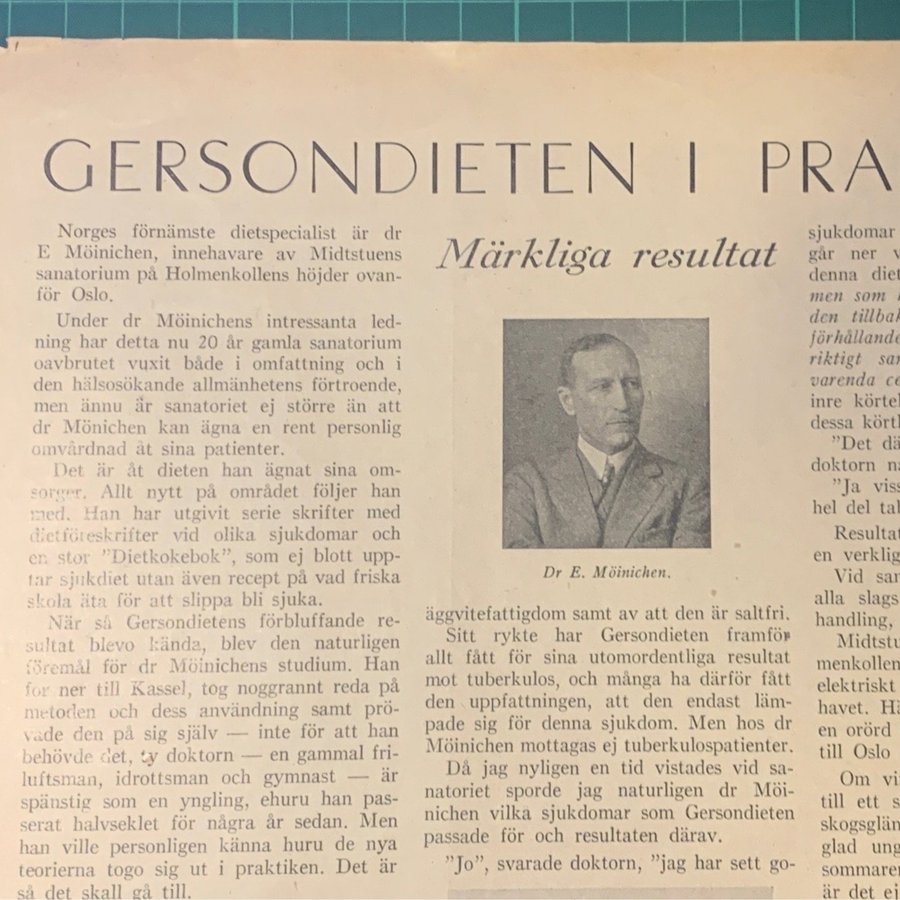 GERSONDIETEN I PRA
Norges förnämste dietspecialist är dr
E Möinichen, innehavare av Midtstuens
sanatorium på Holmenkollens höjder ovan-
för Oslo.
Under dr Möinichens intressanta led-
ning har detta nu 20 år gamla sanatorium
oavbrutet vuxit både i omfattning och i
den hälsosökande allmänhetens förtroende,
men ännu är sanatoriet ej större än att
dr Mönichen kan ägna en rent personlig
omvårdnad åt sina patienter.
Det är åt dieten han ägnat sina om-
sorger. Allt nytt på området följer han
med. Han har utgivit serie skrifter med
dietföreskrifter vid olika sjukdomar och
en stor ”Dietkokebok”, som ej blott upp-
tar sjukdiet utan även recept på vad friska
skola äta för att slippa bli sjuka.
När så Gersondietens förbluffande re-
sultat blevo kända, blev den naturligen
föremål för dr Möinichens studium. Han
for ner till Kassel, tog noggrannt reda på
metoden och dess användning samt prö-
vade den på sig själv — inte för att han
behövde det, ty doktorn — en gammal fri-
luftsman, idrottsman och gymnast — är
spänstig som en yngling, ehuru han pas-
serat halvseklet för några år sedan. Men
han ville personligen känna huru de nya
teorierna togo sig ut i praktiken. Det är
så det skall gå till.
Märkliga resultat
Dr E. Möinichen.
äggvitefattigdom samt av att den är saltfri.
Sitt rykte har Gersondieten framför
allt fått för sina utomordentliga resultat
mot tuberkulos, och många ha därför fått
den uppfattningen, att den endast läm-
pade sig för denna sjukdom. Men hos dr
Möinichen mottagas ej tuberkulospatienter.
Då jag nyligen en tid vistades vid sa-
natoriet sporde jag naturligen dr Möi-
nichen vilka sjukdomar som Gersondieten
passade för och resultaten därav.
”Jo”, svarade doktorn, ”jag har sett go-
sjukdomar
går ner v
denna diet
men som
den tillbak
förhållande
riktigt sam
varenda ce
inre körtel
dessa körtl
”Det dä
doktorn nä
”Ja viss
hel del tab
Resultat
en verklig
Vid san
alla slags
handling,
Midtstu
menkollen
elektriskt
havet. Hä
en orörd
till Oslo
Om vi
till ett s
skogsglän
glad ung
sommaren
är det ej